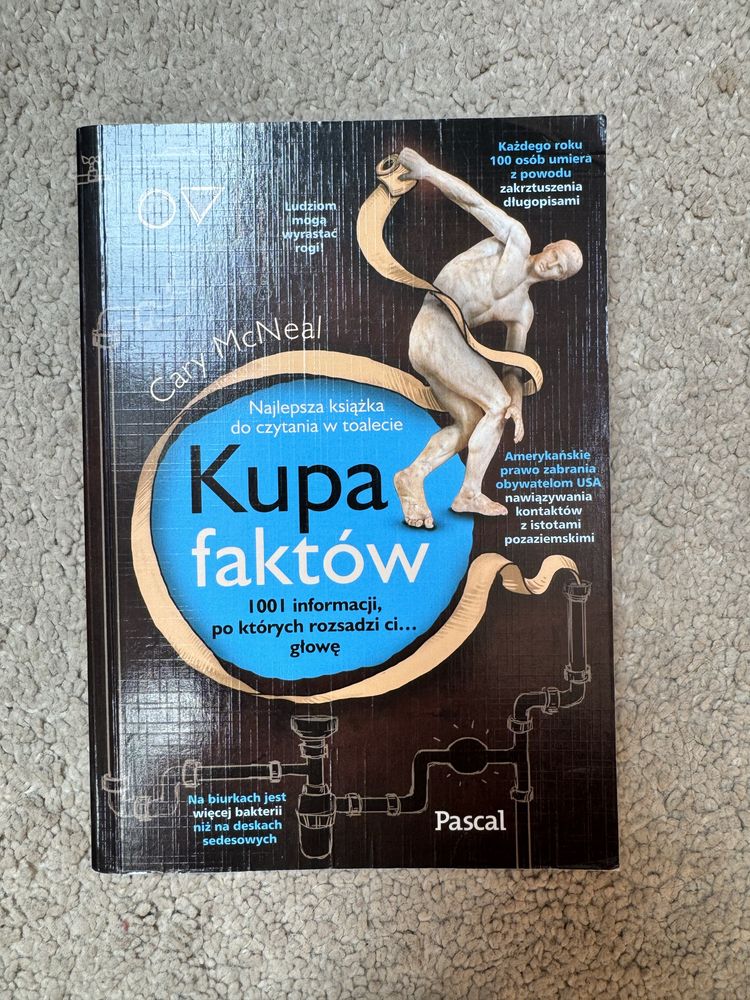 Każdego roku
100 osób umiera
z powodu
zakrztuszenia
długopisami
Ludziom
mogą
wyrastać
rogi!
Cary McNeal
Najlepsza książka
do czytania w toalecie
Kupa
faktów
1001 informacji,
po których rozsadzi ci...
głowę
Amerykańskie
prawo zabrania
obywatelom USA
nawiązywania
kontaktów
z istotami
pozaziemskimi
Na biurkach jest
więcej bakterii
niż na deskach
sedesowych
Pascal